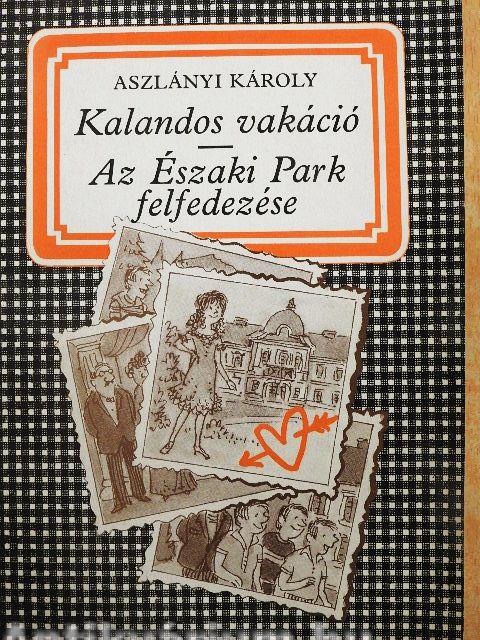 ASZLÁNYI KÁROLY
Kalandos vakáció
Az Északi Park
felfedezése